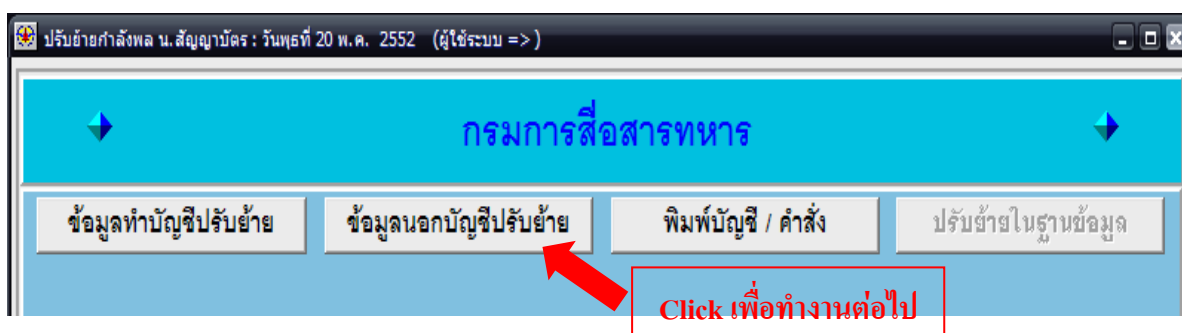 ปรับย้ายกำลังพล น.สัญญาบัตร : วันพุธที่ 20 พ.ค. 2552 (ผู้ใช้ระบบ => )
กรมการสื่อสารทหาร
ข้อมูลทำบัญชีปรับย้าย ข้อมูลนอกบัญชีปรับย้าย พิมพ์บัญชี / คำสั่ง ปรับย้ายในฐานข้อมูล
Click เพื่อทำงานต่อไป